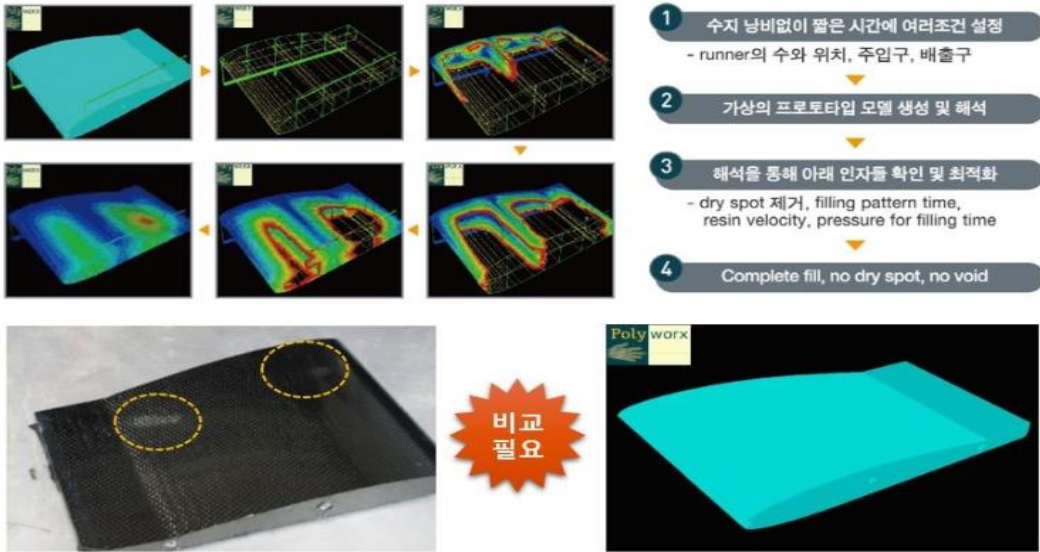 1
수지 낭비없이 짧은 시간에 여러조건 설정
- runner의 수와 위치, 주입구, 배출구
2
가상의 프로토타입 모델 생성 및 해석
3
해석을 통해 아래 인자들 확인 및 최적화
- dry spot 제거, filling pattern time,
resin velocity, pressure for filling time
4
Complete fill, no dry spot, no void
비교
필요
Poly worx